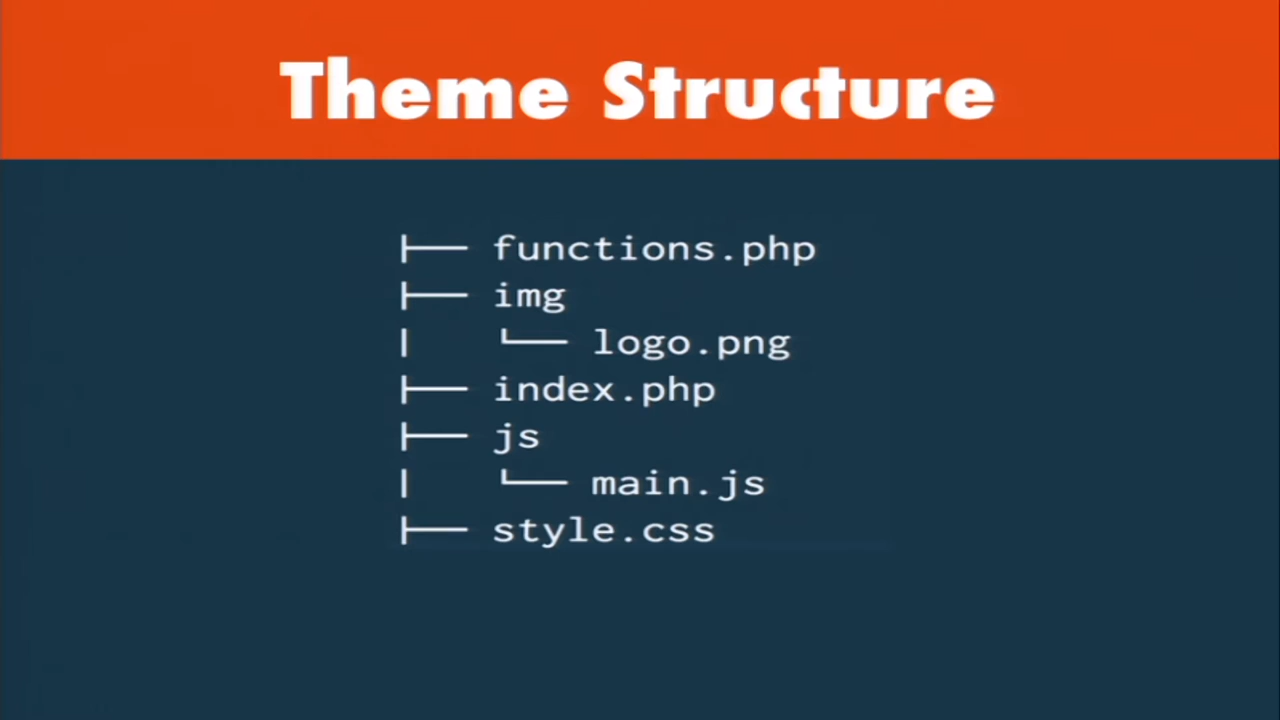 Theme Structure
├── functions.php
├── img
│   └── logo.png
├── index.php
├── js
│   └── main.js
├── style.css